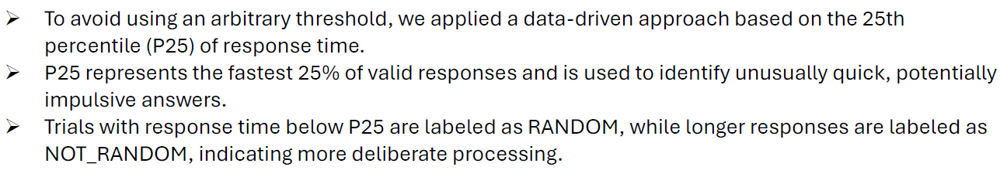 ➢ To avoid using an arbitrary threshold, we applied a data-driven approach based on the 25th
percentile (P25) of response time.
➢ P25 represents the fastest 25% of valid responses and is used to identify unusually quick, potentially
impulsive answers.
➢ Trials with response time below P25 are labeled as RANDOM, while longer responses are labeled as
NOT_RANDOM, indicating more deliberate processing.